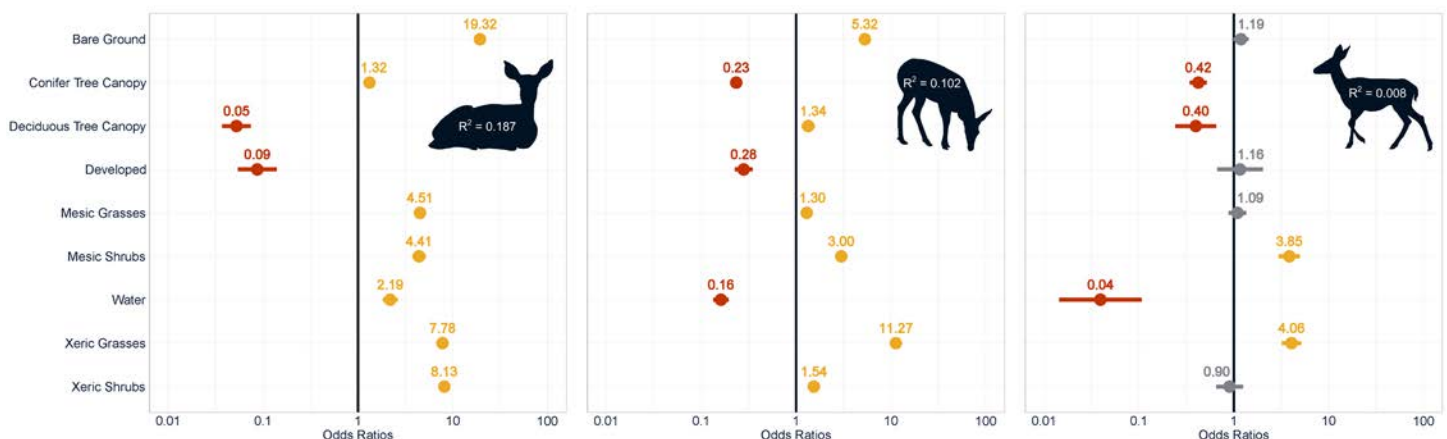 Bare Ground
Conifer Tree Canopy
Deciduous Tree Canopy
Developed
Mesic Grasses
Mesic Shrubs
Water
Xeric Grasses
Xeric Shrubs
19.32
1.32
0.05
0.09
4.51
4.41
2.19
7.78
8.13
R² = 0.187
0.01 0.1 1 10 100
Odds Ratios
5.32
0.23
1.34
0.28
1.30
3.00
0.16
11.27
1.54
R² = 0.102
0.01 0.1 1 10 100
Odds Ratios
1.19
0.42
0.40
1.16
1.09
3.85
0.04
4.06
0.90
R² = 0.008
0.01 0.1 1 10 100
Odds Ratios